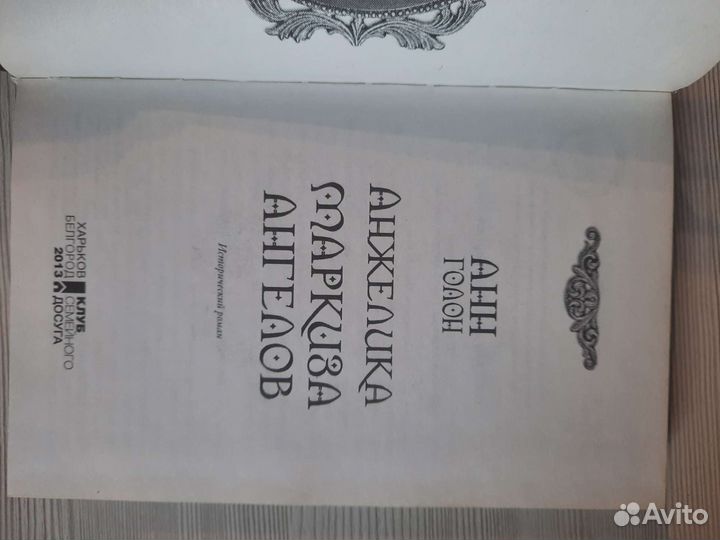 АНН
ГОЛОН
АНЖЕЛИКА
МАРКИЗА
АНГЕЛОВ
Исторический роман
ХАРЬКОВ КЛУБ
БЕЛГОРОД СЕМЕЙНОГО
2013 ДОСУГА
Avito